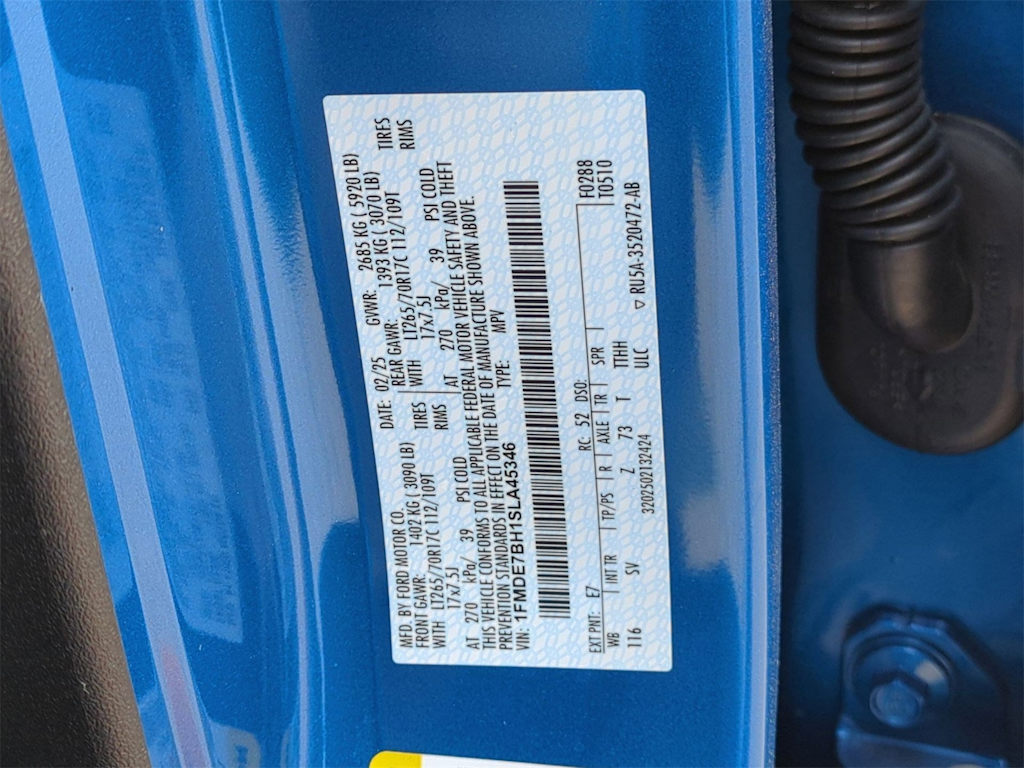 MFD. BY FORD MOTOR CO.
DATE: 02/25 GVWR: 2685 KG ( 5920 LB)
FRONT GAWR: 1402 KG ( 3090 LB) REAR GAWR: 1393 KG ( 3070 LB)
WITH LT265/70R17C 112/109T TIRES WITH LT265/70R17C 112/109T TIRES
17x7.5J RIMS 17x7.5J RIMS
AT 270 kPa/ 39 PSI COLD AT 270 kPa/ 39 PSI COLD
THIS VEHICLE CONFORMS TO ALL APPLICABLE FEDERAL MOTOR VEHICLE SAFETY AND THEFT
PREVENTION STANDARDS IN EFFECT ON THE DATE OF MANUFACTURE SHOWN ABOVE.
VIN: 1FMDE7BH1SLA45346 TYPE: MPV
EXT PNT: E7 RC: 52 DSO: F0288
WB INT TR TP/PS R AXLE TR SPR T0510
116 SV Z 73 T TTHH
ULC
3202502132424 ▽ RU5A-3520472-AB